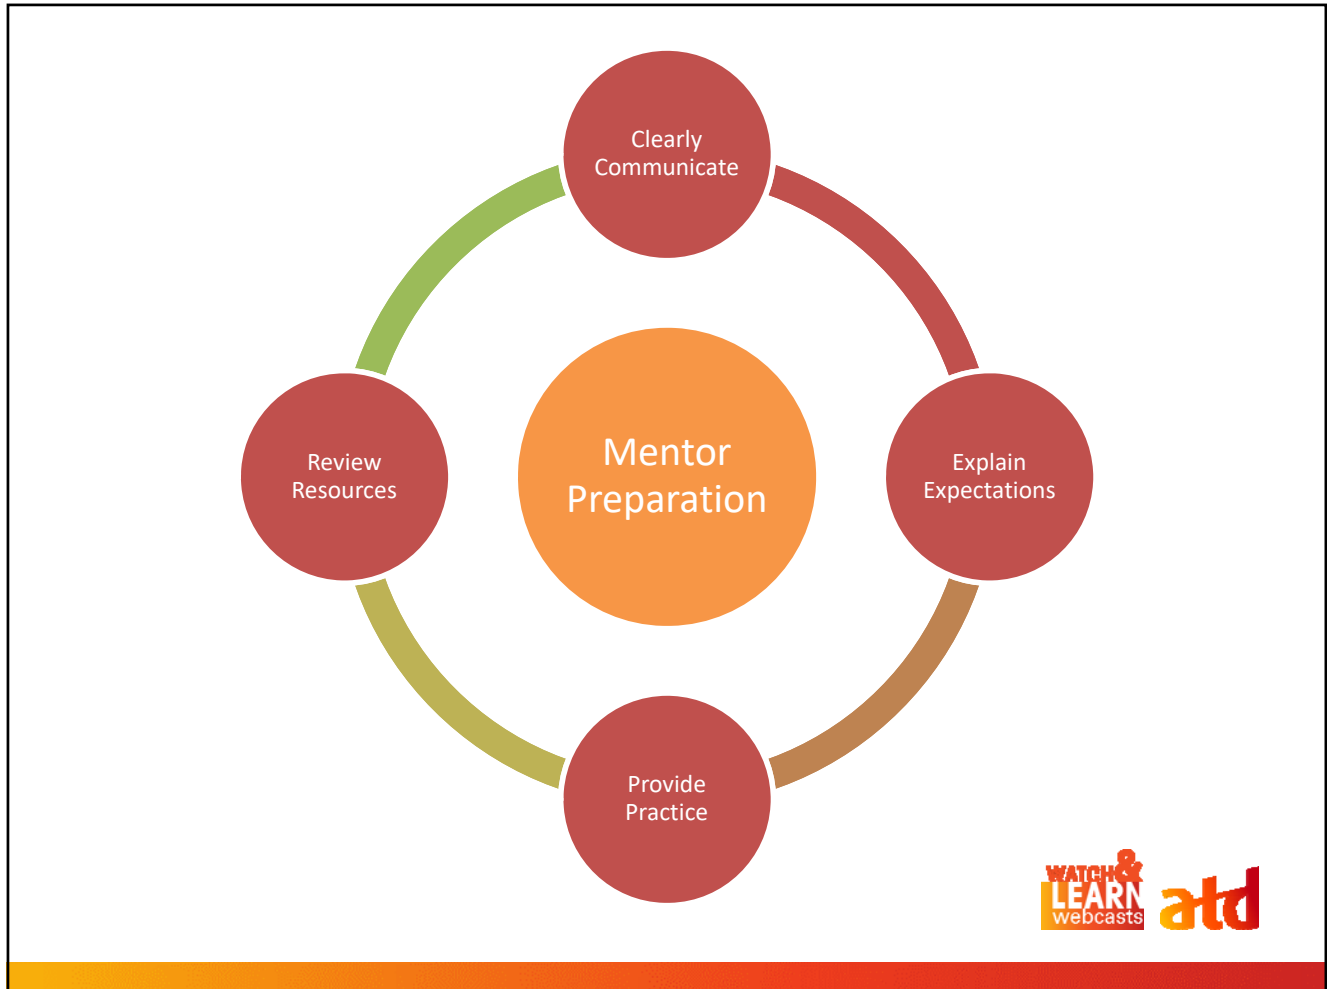 Clearly
Communicate
Mentor
Preparation
Review
Resources
Explain
Expectations
Provide
Practice
WATCH&
LEARN
webcasts
atd